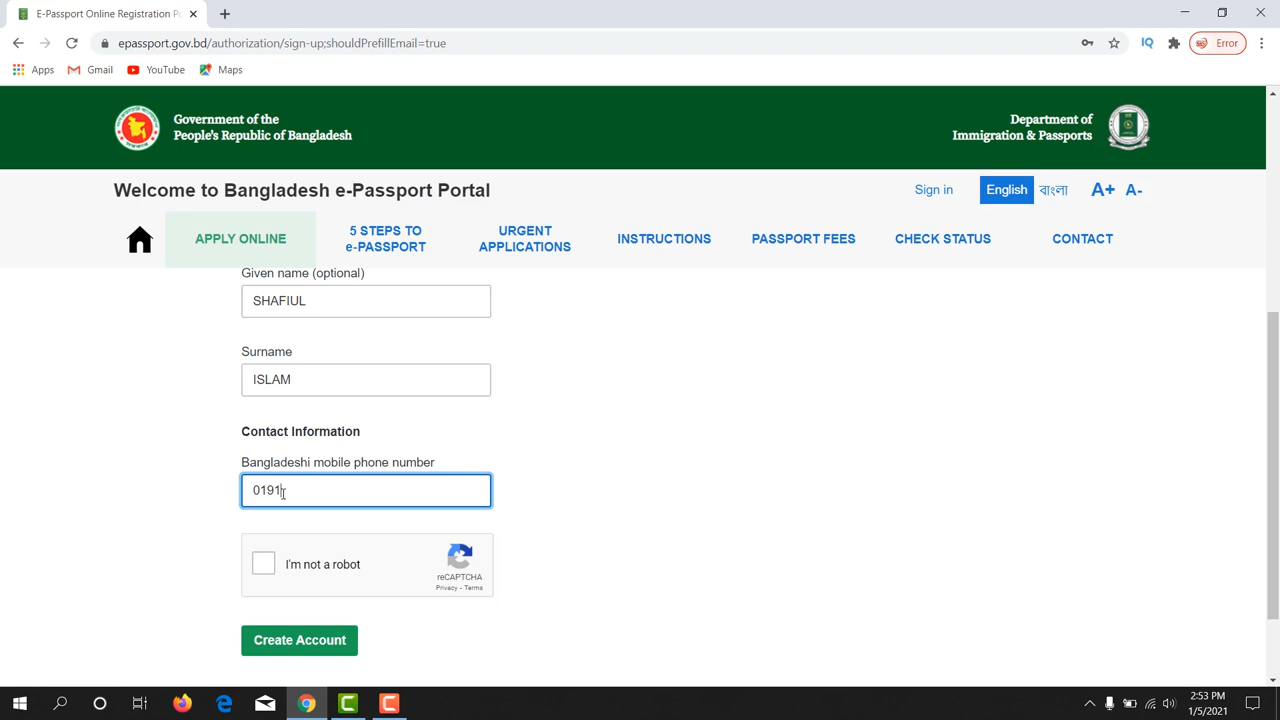 E-Passport Online Registration P
epassport.gov.bd/authorization/sign-up;shouldPrefillEmail=true
IQ
Error
Apps
Gmail
YouTube
Maps
Government of the
People's Republic of Bangladesh
Department of
Immigration & Passports
Welcome to Bangladesh e-Passport Portal
Sign in
English
বাংলা
A+
A-
APPLY ONLINE
5 STEPS TO
e-PASSPORT
URGENT
APPLICATIONS
INSTRUCTIONS
PASSPORT FEES
CHECK STATUS
CONTACT
Given name (optional)
SHAFIUL
Surname
ISLAM
Contact Information
Bangladeshi mobile phone number
0191
I'm not a robot
reCAPTCHA
Privacy - Terms
Create Account
2:53 PM
1/5/2021